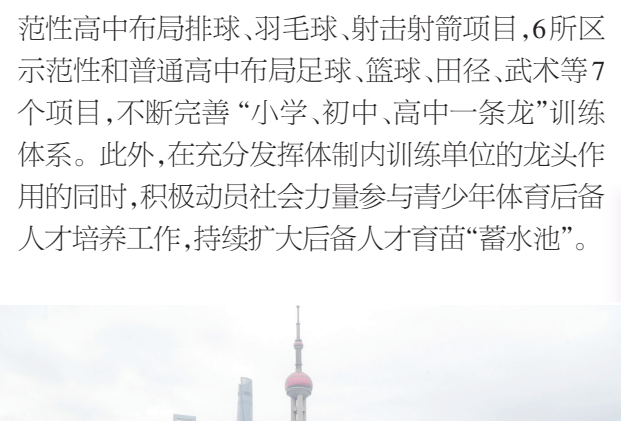 范性高中布局排球、羽毛球、射击射箭项目,6所区
示范性和普通高中布局足球、篮球、田径、武术等7
个项目,不断完善“小学、初中、高中一条龙”训练
体系。此外,在充分发挥体制内训练单位的龙头作
用的同时,积极动员社会力量参与青少年体育后备
人才培养工作,持续扩大后备人才育苗“蓄水池”。